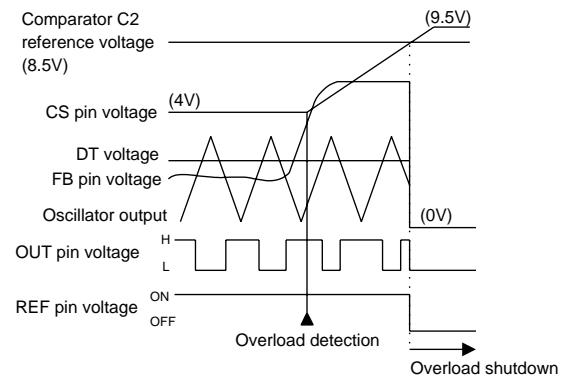 Comparator C2
reference voltage
(8.5V)
(9.5V)
CS pin voltage
(4V)
DT voltage
FB pin voltage
Oscillator output
(0V)
OUT pin voltage
H
L
REF pin voltage
ON
OFF
Overload detection
Overload shutdown